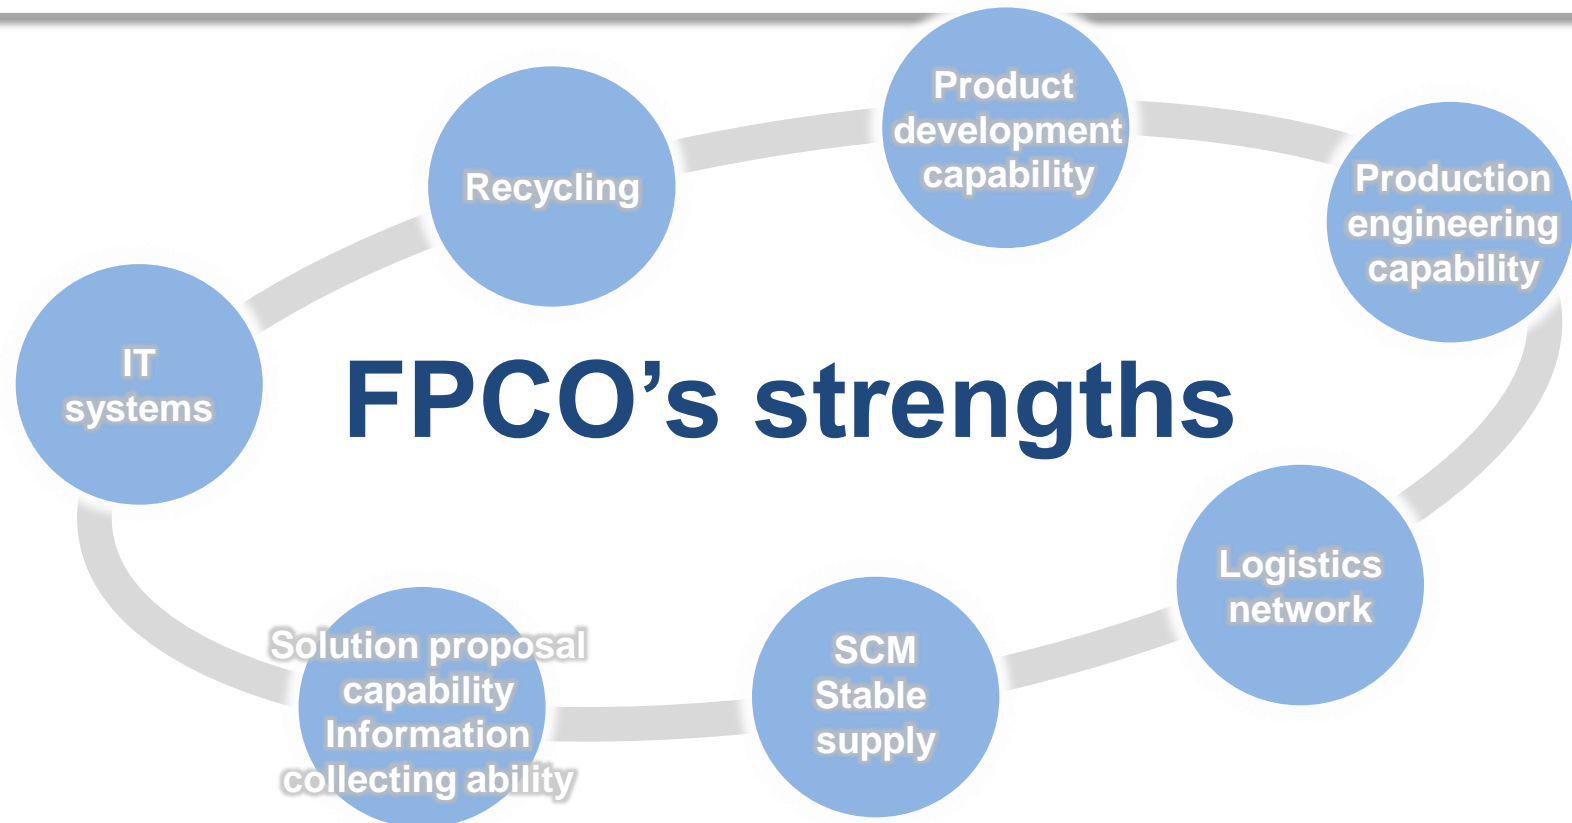 Product
development
capability
Recycling
Production
engineering
capability
IT
systems
FPCO’s strengths
Logistics
network
Solution proposal
capability
Information
collecting ability
SCM
Stable
supply